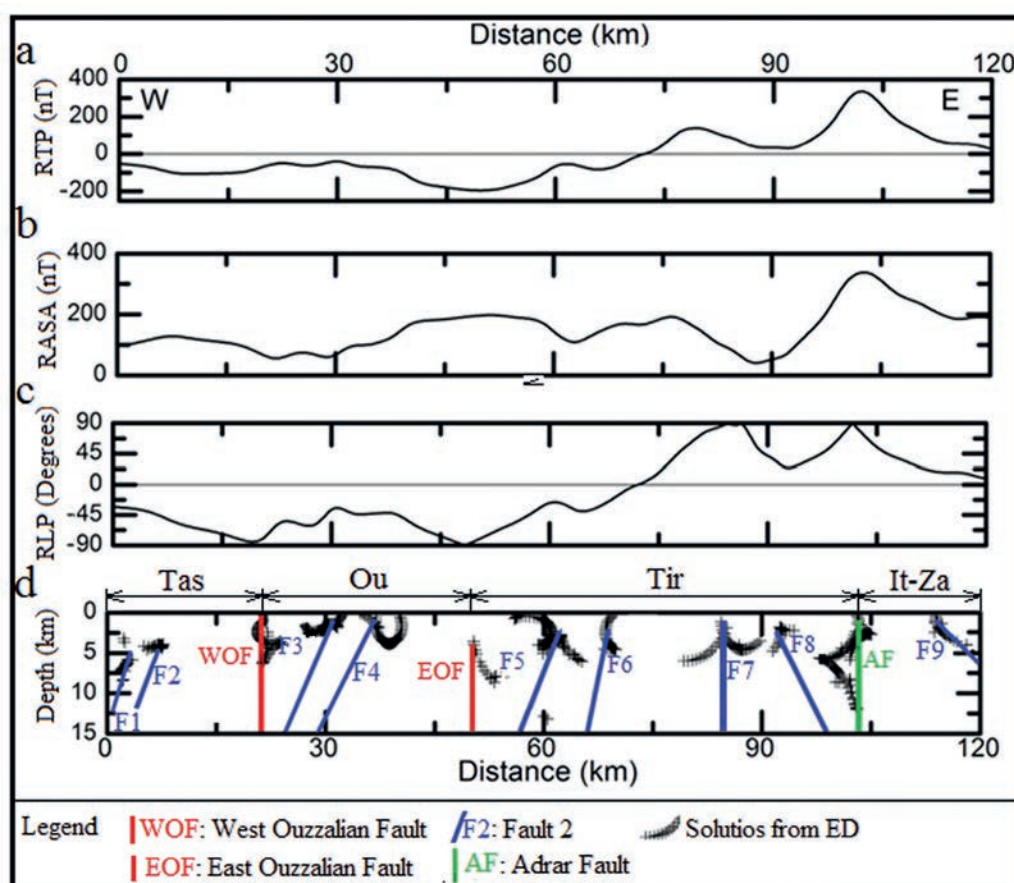 a
Distance (km)
0 30 60 90 120
RTP (nT)
400
200
0
-200
W E
b
RASA (nT)
400
200
0
c
RLP (Degrees)
90
45
0
-45
-90
d
Tas Ou Tir It-Za
Depth (km)
0
5
10
15
F1 F2 WOF F3 F4 EOF F5 F6 F7 F8 AF F9
0 30 60 90 120
Distance (km)
Legend WOF: West Ouzzalian Fault F2: Fault 2 Solutios from ED
EOF: East Ouzzalian Fault AF: Adrar Fault